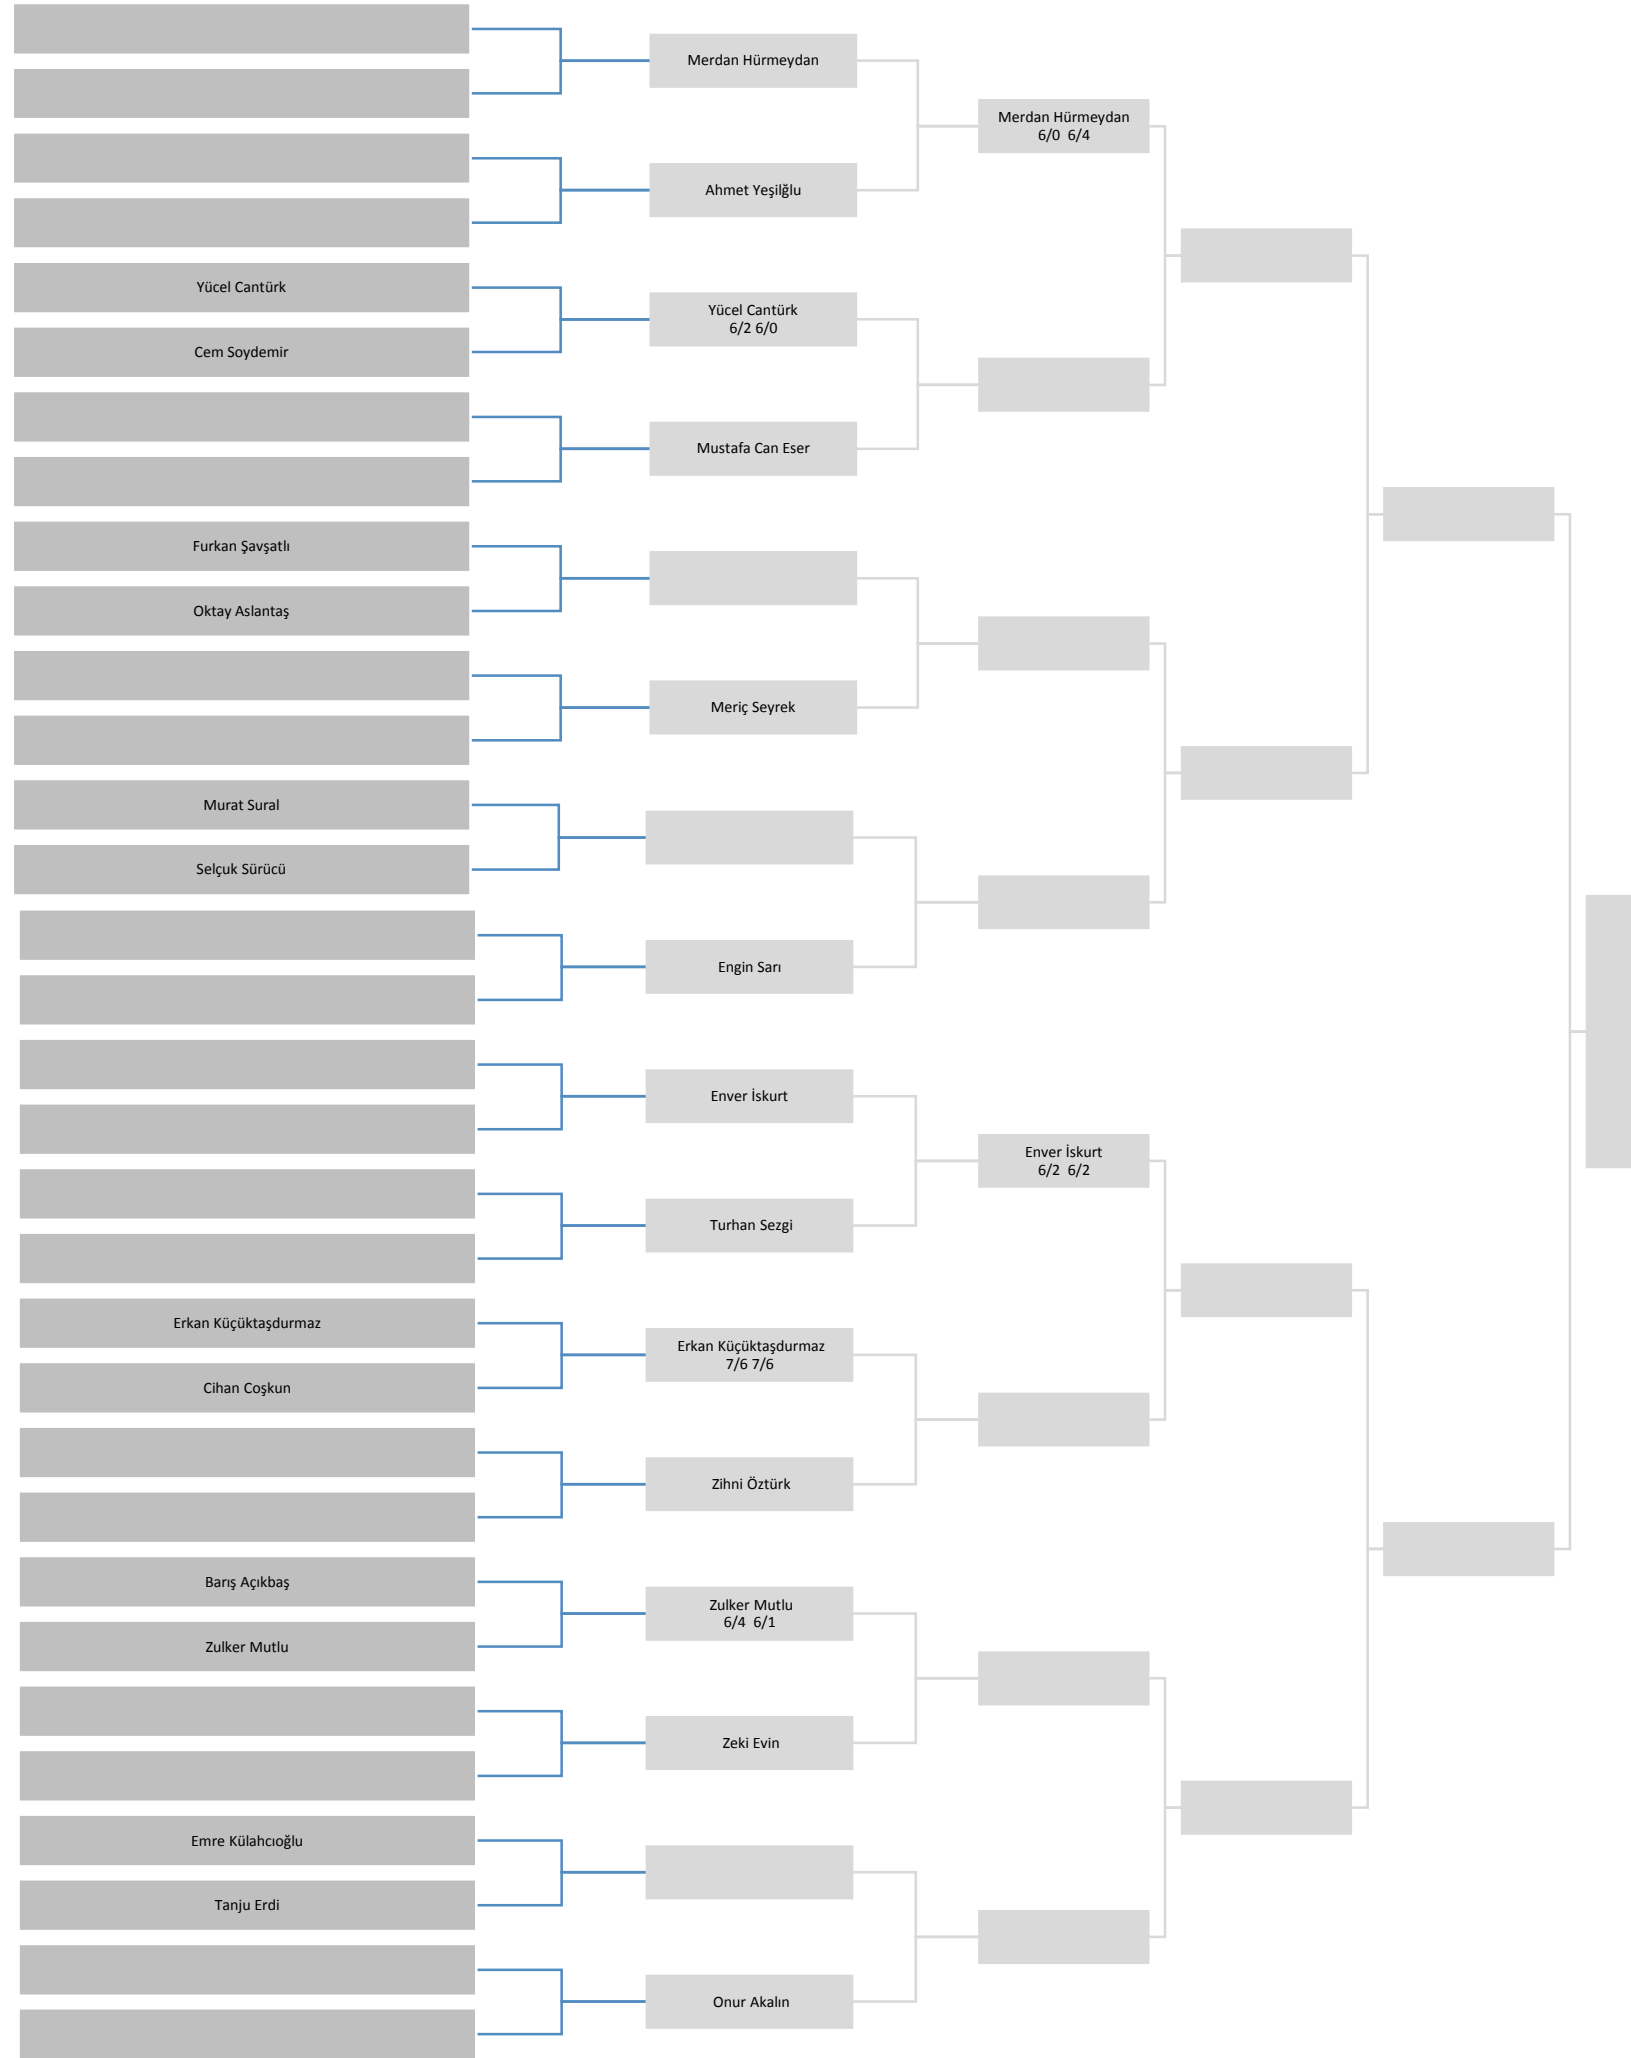 Merdan Hürmeydan
Merdan Hürmeydan
6/0  6/4
Ahmet Yeşilğlu
Yücel Cantürk
Yücel Cantürk
6/2 6/0
Cem Soydemir
Mustafa Can Eser
Furkan Şavşatlı
Oktay Aslantaş
Meriç Seyrek
Murat Sural
Selçuk Sürücü
Engin Sarı
Enver İskurt
Enver İskurt
6/2  6/2
Turhan Sezgi
Erkan Küçüktaşdurmaz
Erkan Küçüktaşdurmaz
7/6 7/6
Cihan Coşkun
Zihni Öztürk
Barış Açıkbaş
Zulker Mutlu
6/4  6/1
Zulker Mutlu
Zeki Evin
Emre Külahcıoğlu
Tanju Erdi
Onur Akalın